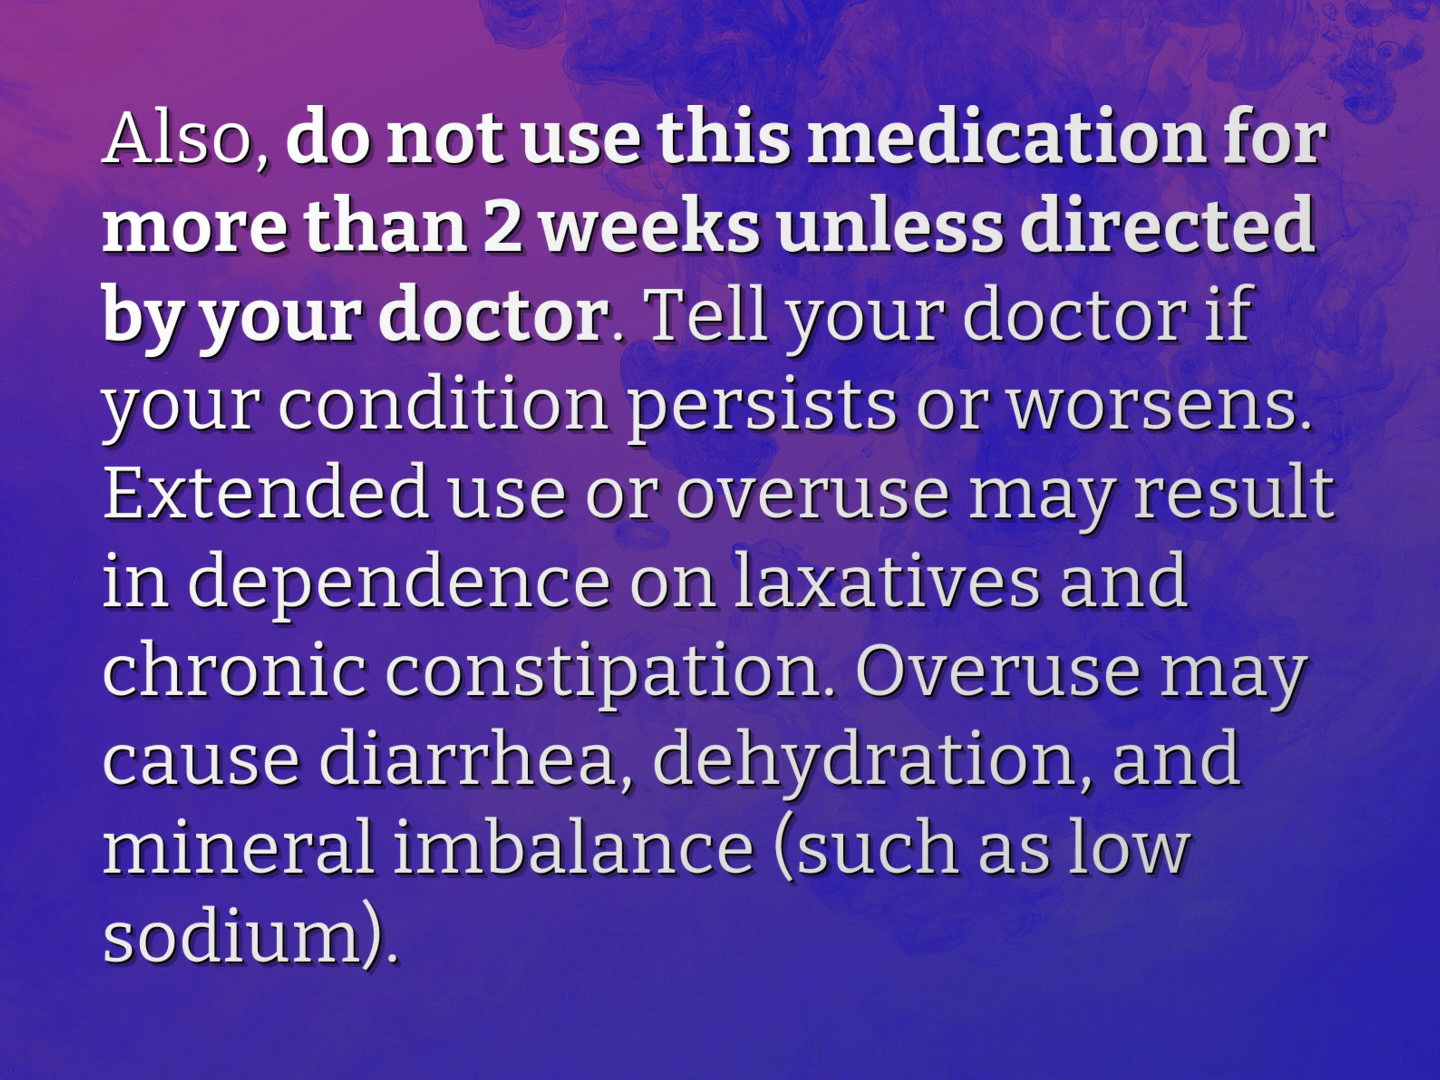 Also, do not use this medication for
more than 2 weeks unless directed
by your doctor. Tell your doctor if
your condition persists or worsens.
Extended use or overuse may result
in dependence on laxatives and
chronic constipation. Overuse may
cause diarrhea, dehydration, and
mineral imbalance (such as low
sodium).